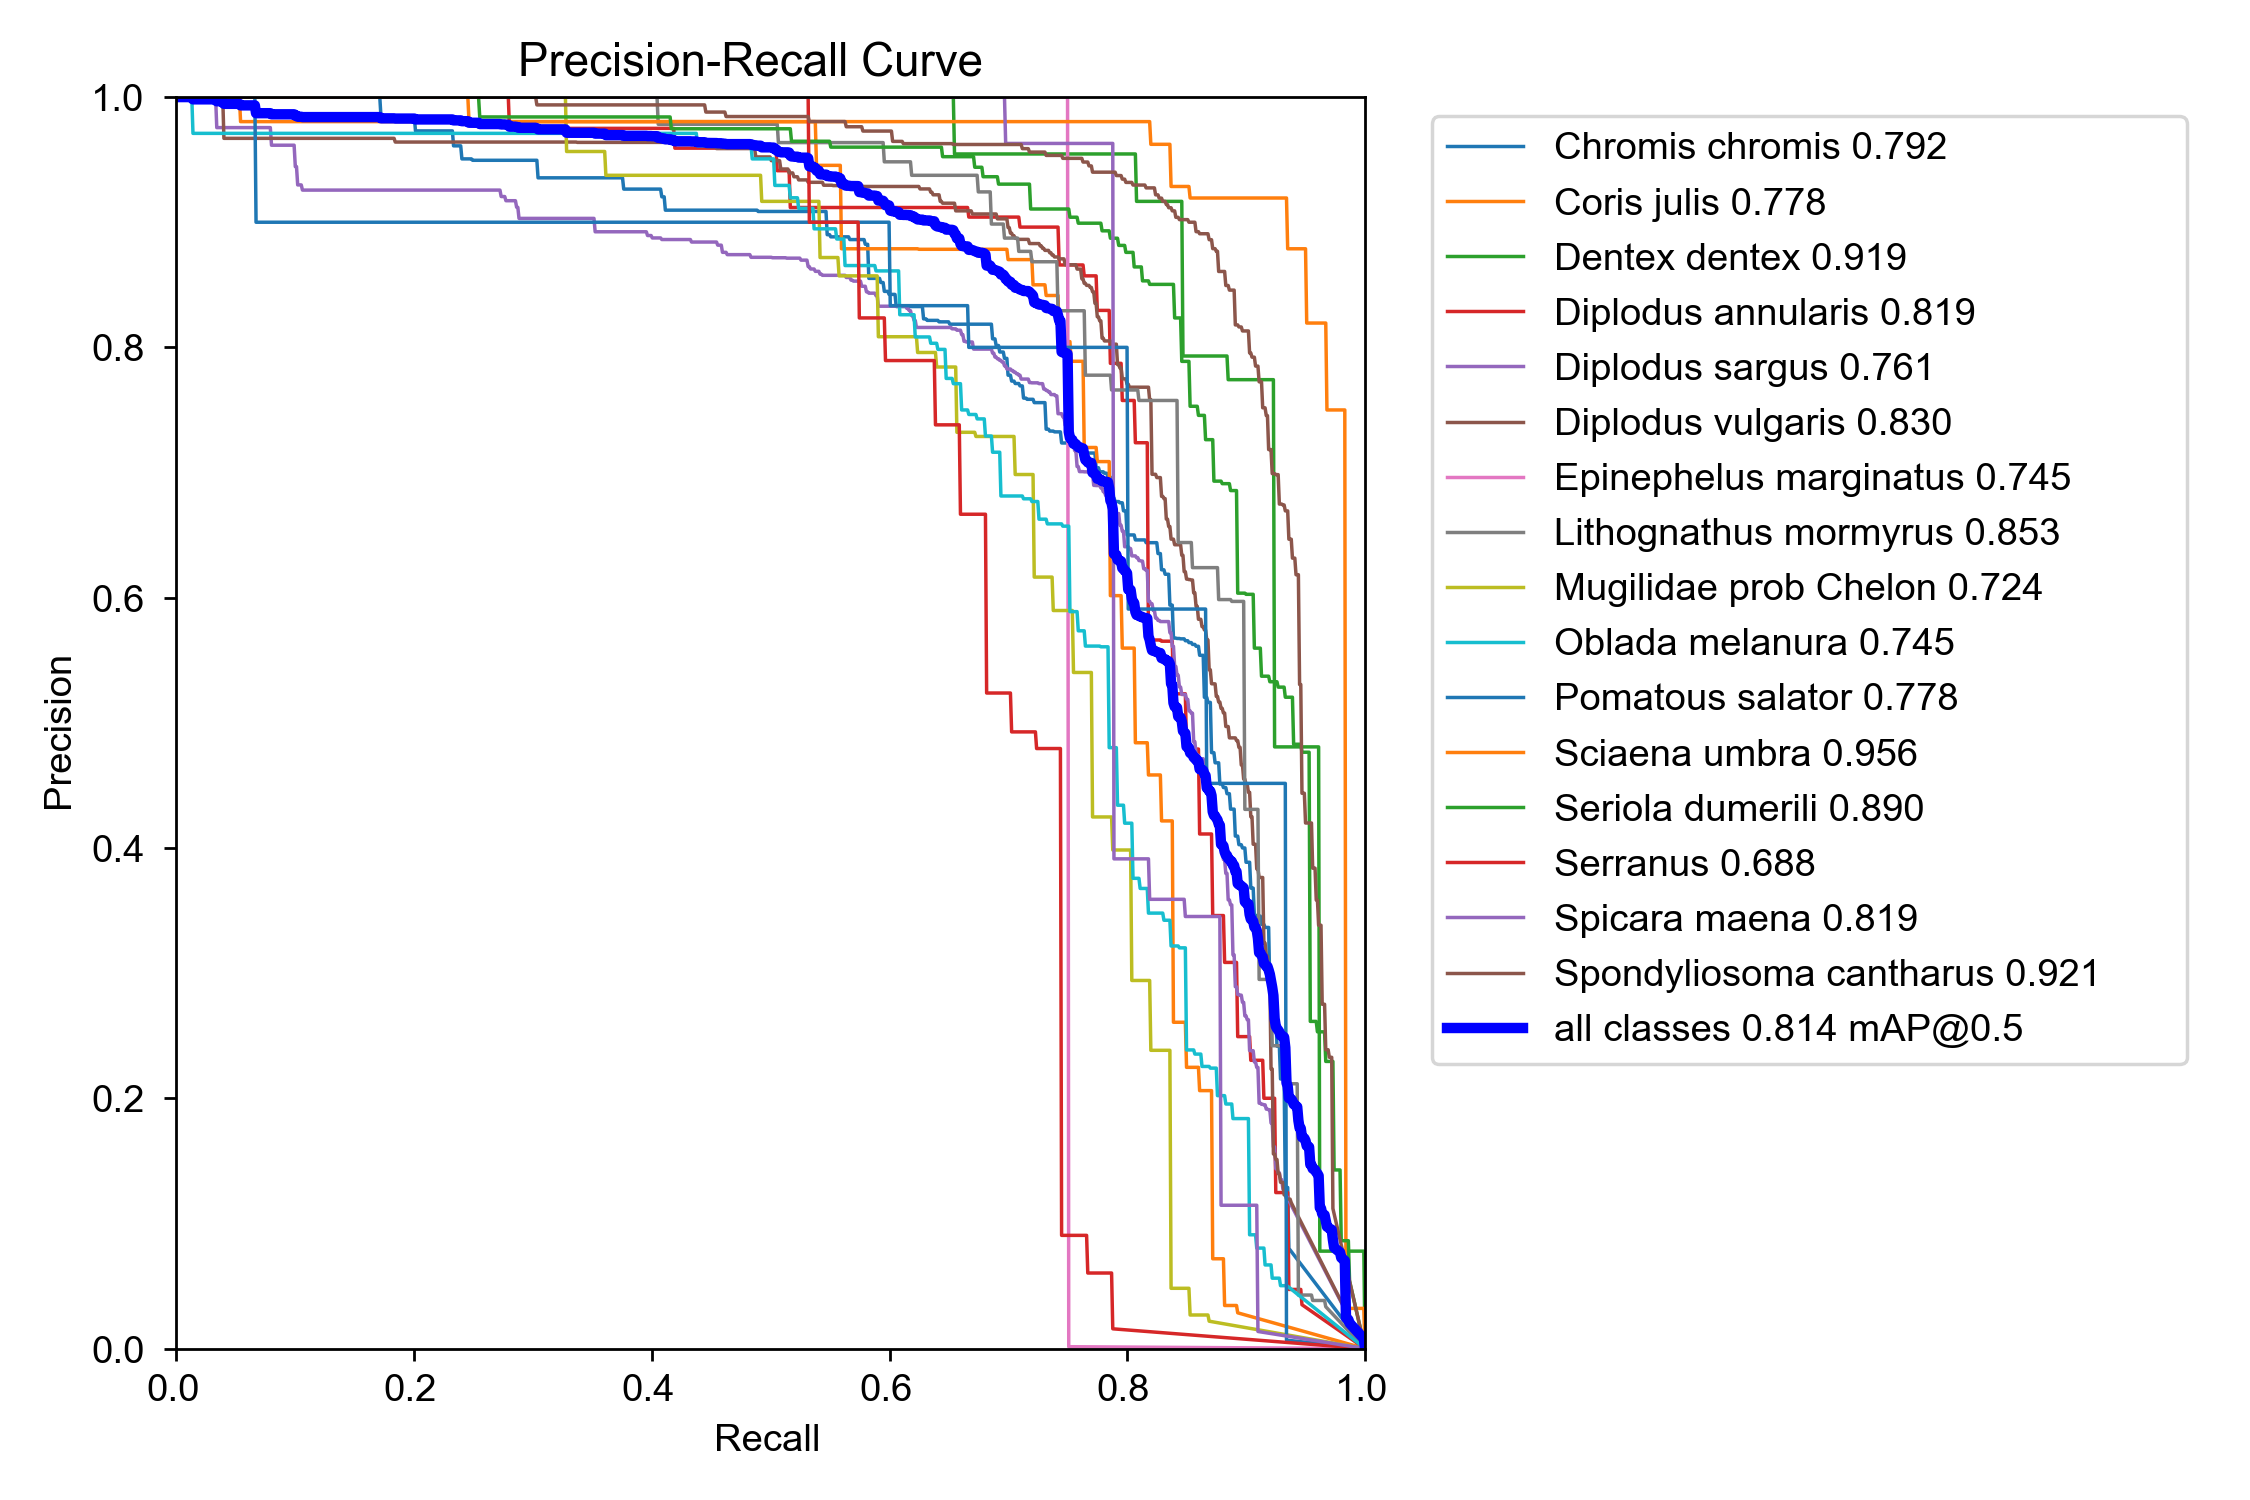 Precision-Recall Curve
1.0
0.8
0.6
0.4
0.2
0.0
Precision
0.0 0.2 0.4 0.6 0.8 1.0
Recall
Chromis chromis 0.792
Coris julis 0.778
Dentex dentex 0.919
Diplodus annularis 0.819
Diplodus sargus 0.761
Diplodus vulgaris 0.830
Epinephelus marginatus 0.745
Lithognathus mormyrus 0.853
Mugilidae prob Chelon 0.724
Oblada melanura 0.745
Pomatous salator 0.778
Sciaena umbra 0.956
Seriola dumerili 0.890
Serranus 0.688
Spicara maena 0.819
Spondyliosoma cantharus 0.921
all classes 0.814 mAP@0.5